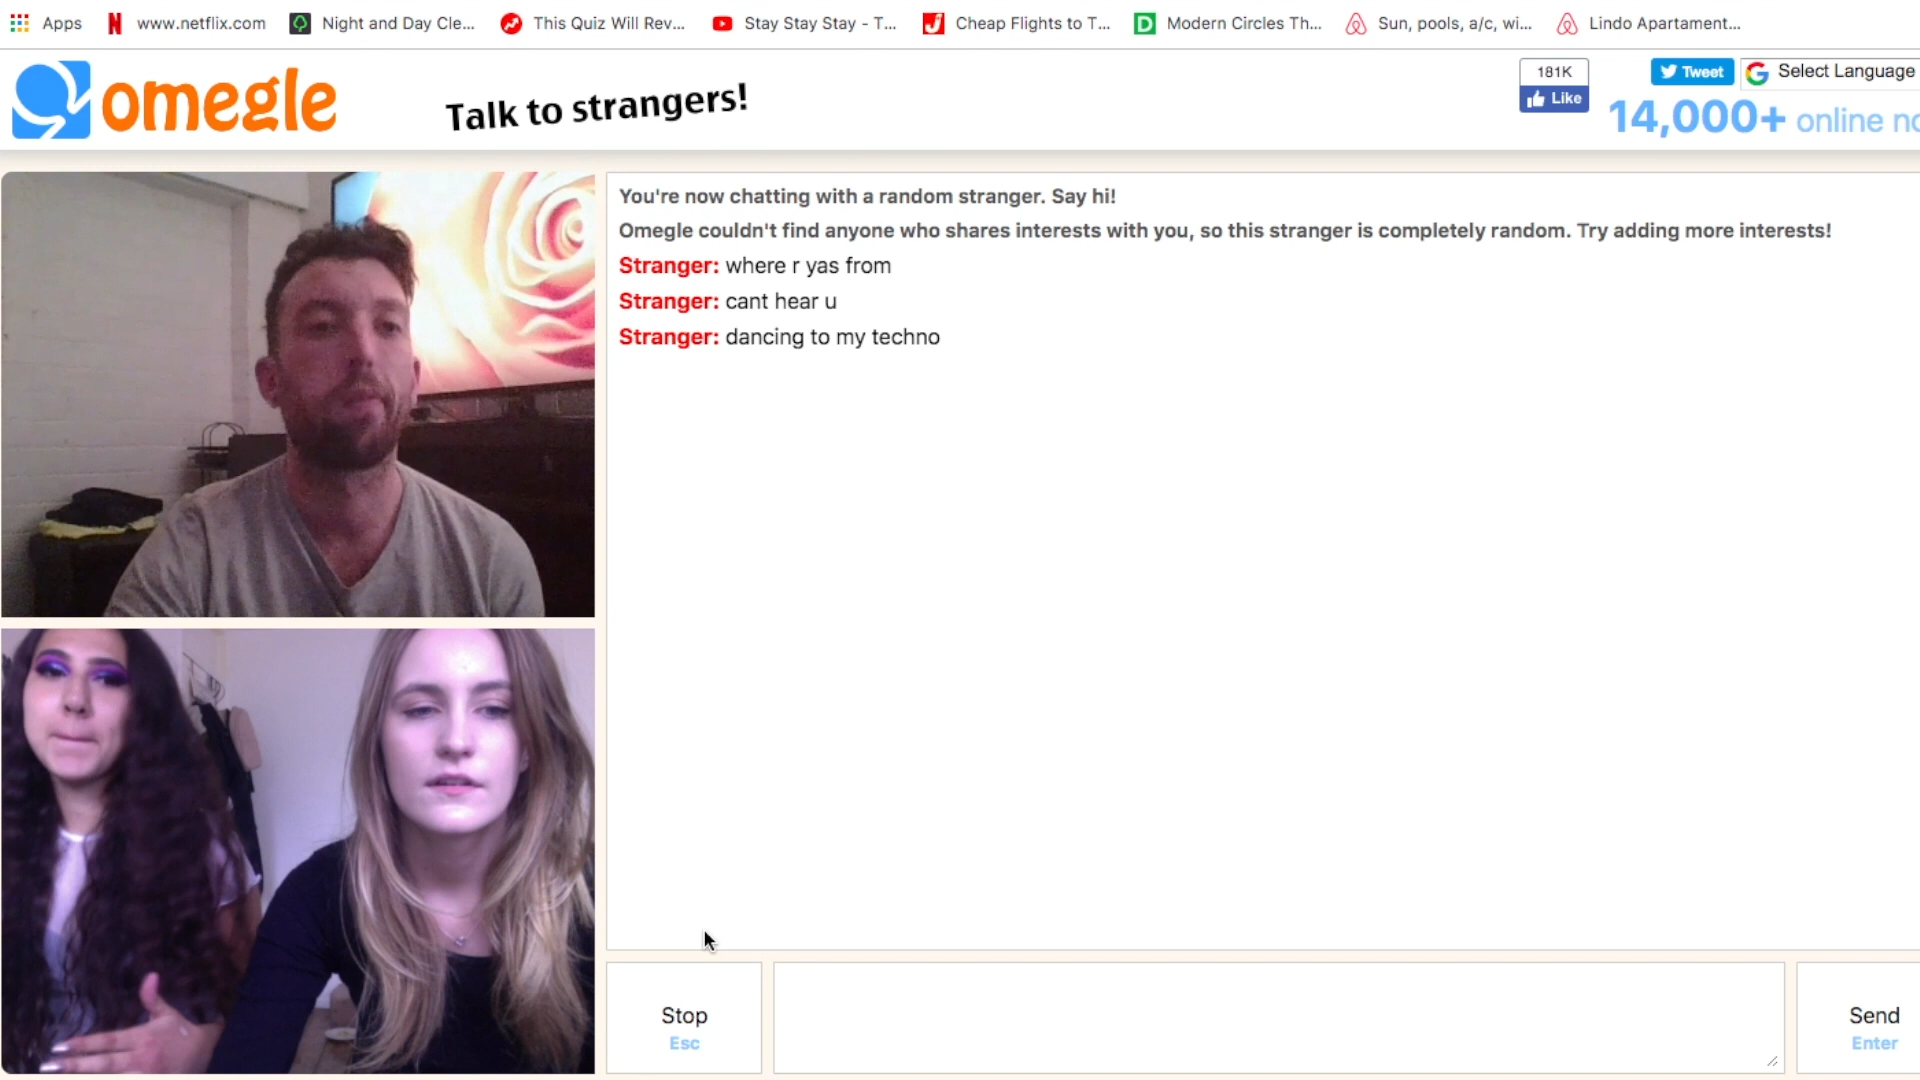 Apps www.netflix.com Night and Day Cle... This Quiz Will Rev... Stay Stay Stay - T... Cheap Flights to T... Modern Circles Th... Sun, pools, a/c, wi... Lindo Apartament...
omegle Talk to strangers!
181K Tweet Select Language
Like
14,000+ online no
You're now chatting with a random stranger. Say hi!
Omegle couldn't find anyone who shares interests with you, so this stranger is completely random. Try adding more interests!
Stranger: where r yas from
Stranger: cant hear u
Stranger: dancing to my techno
Stop Send
Esc Enter